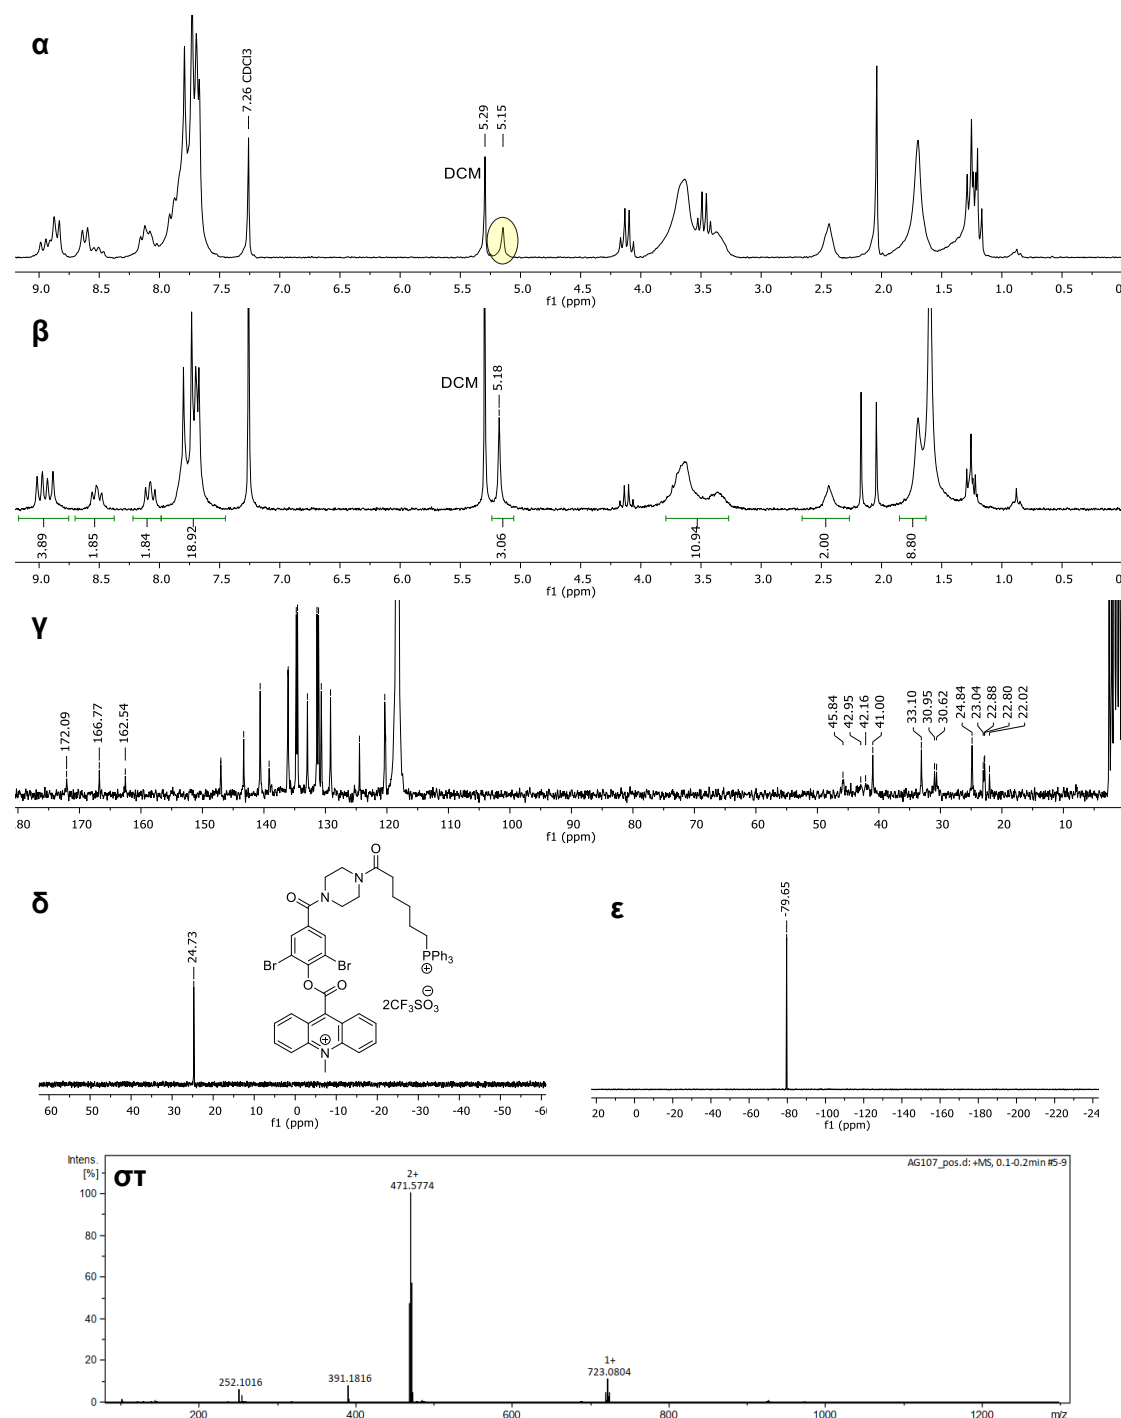 α
7.26 CDCl3
5.29
5.15
DCM
9.0 8.5 8.0 7.5 7.0 6.5 6.0 5.5 5.0 4.5 4.0 3.5 3.0 2.5 2.0 1.5 1.0 0.5 0
f1 (ppm)
β
DCM
5.18
3.89 1.85 1.84 18.92 3.06 10.94 2.00 8.80
9.0 8.5 8.0 7.5 7.0 6.5 6.0 5.5 5.0 4.5 4.0 3.5 3.0 2.5 2.0 1.5 1.0 0.5 0
f1 (ppm)
γ
172.09 166.77 162.54 45.84 42.95 42.16 41.00 33.10 30.95 30.62 24.84 23.04 22.88 22.80 22.02
80 170 160 150 140 130 120 110 100 90 80 70 60 50 40 30 20 10
f1 (ppm)
δ
24.73
O
N
N
O
Br
Br
PPh3
⊕
O
O
⊖
2CF3SO3
⊕
N
60 50 40 30 20 10 0 -10 -20 -30 -40 -50 -6
f1 (ppm)
ε
-79.65
20 0 -20 -40 -60 -80 -100 -120 -140 -160 -180 -200 -220 -24
f1 (ppm)
Intens.
[%]
στ
AG107_pos.d: +MS, 0.1-0.2min #5-9
2+
471.5774
1+
723.0804
391.1816
252.1016
100
80
60
40
20
0
200 400 600 800 1000 1200 m/z